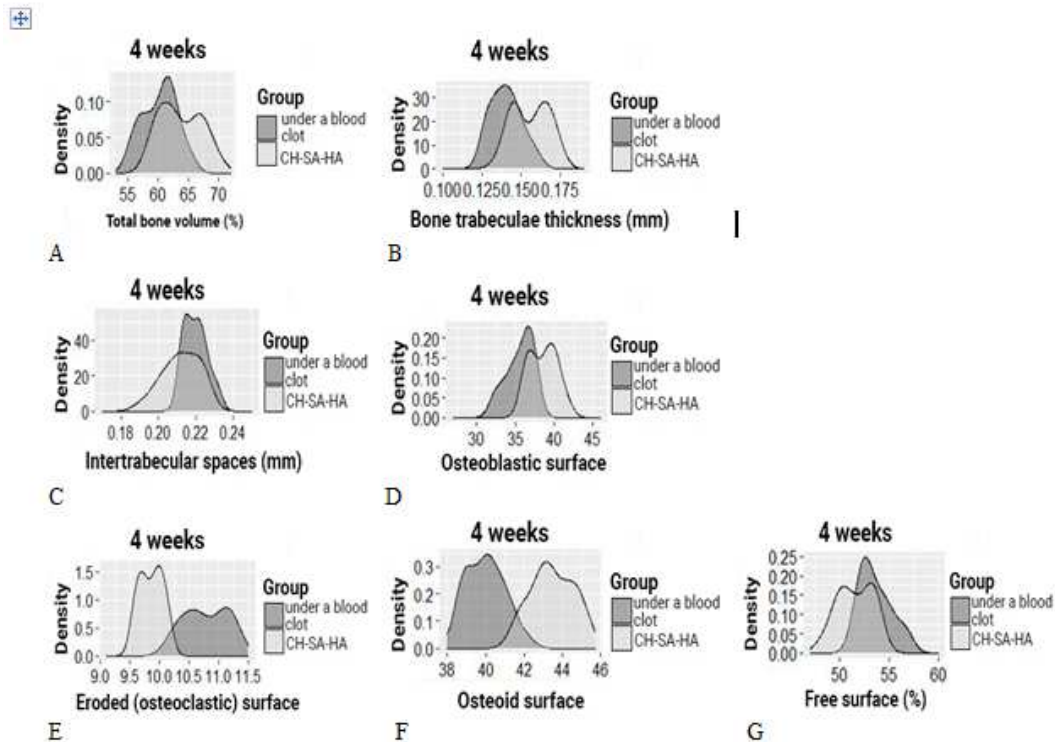 4 weeks
Density
0.10
0.05
0.00
55 60 65 70
Total bone volume (%)
Group
under a blood
clot
CH-SA-HA
A
4 weeks
Density
30
20
10
0
0.100 0.125 0.150 0.175
Bone trabeculae thickness (mm)
Group
under a blood
clot
CH-SA-HA
B
4 weeks
Density
40
20
0
0.18 0.20 0.22 0.24
Intertrabecular spaces (mm)
Group
under a blood
clot
CH-SA-HA
C
4 weeks
Density
0.20
0.15
0.10
0.05
0.00
30 35 40 45
Osteoblastic surface
Group
under a blood
clot
CH-SA-HA
D
4 weeks
Density
1.5
1.0
0.5
0.0
9.0 9.5 10.0 10.5 11.0 11.5
Eroded (osteoclastic) surface
Group
under a blood
clot
CH-SA-HA
E
4 weeks
Density
0.3
0.2
0.1
0.0
38 40 42 44 46
Osteoid surface
Group
under a blood
clot
CH-SA-HA
F
4 weeks
Density
0.25
0.20
0.15
0.10
0.05
0.00
50 55 60
Free surface (%)
Group
under a blood
clot
CH-SA-HA
G